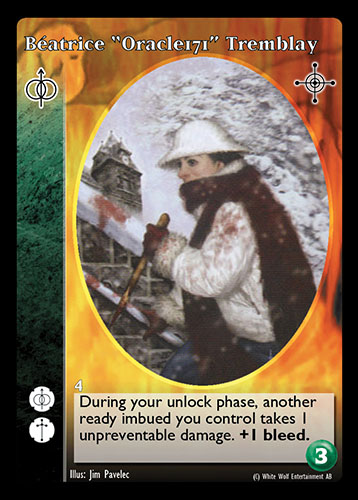 Béatrice "Oracle171" Tremblay
4
During your unlock phase, another
ready imbued you control takes 1
unpreventable damage. +1 bleed.
3
Illus: Jim Pavelec
(C) White Wolf Entertainment AB